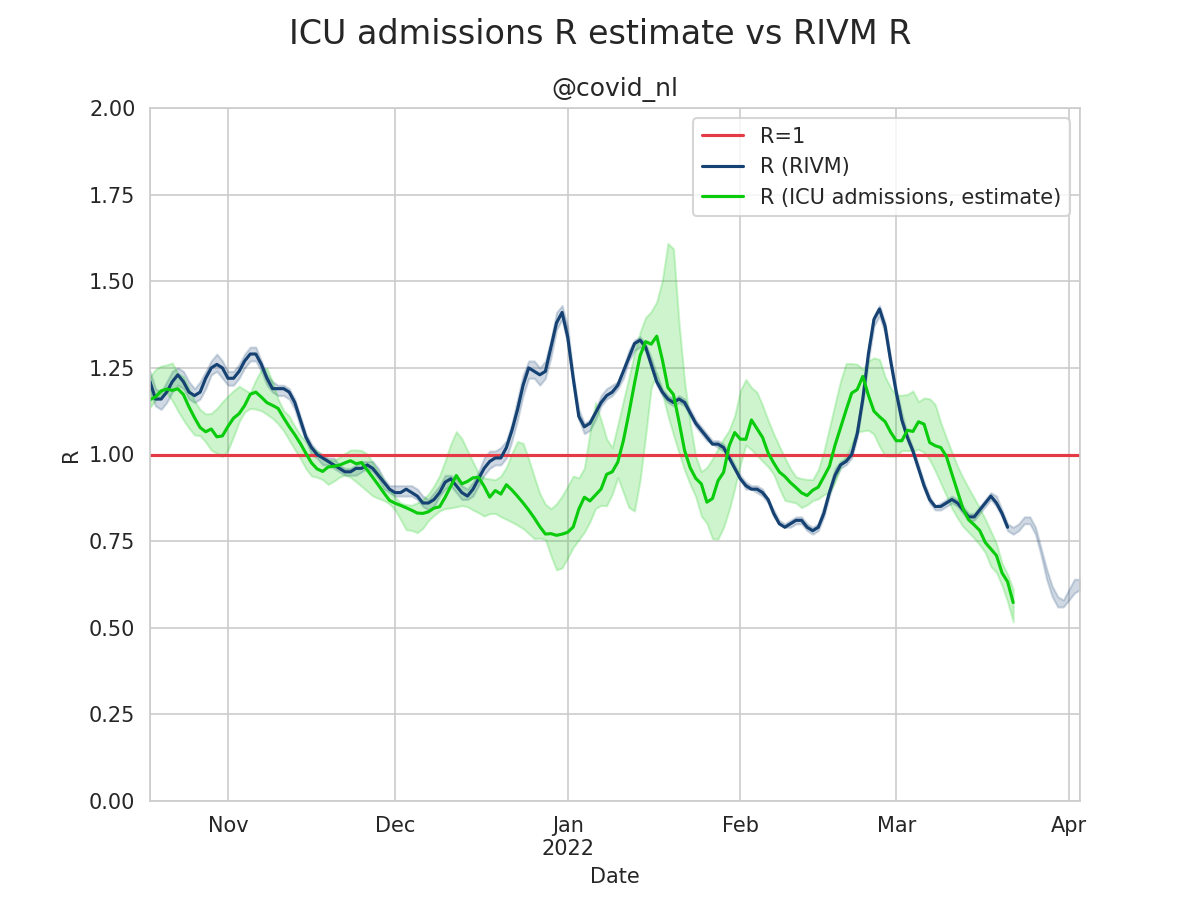 ICU admissions R estimate vs RIVM R
@covid_nl
2.00
1.75
1.50
1.25
1.00
0.75
0.50
0.25
0.00
R
R=1
R (RIVM)
R (ICU admissions, estimate)
Nov
Dec
Jan
2022
Feb
Mar
Apr
Date